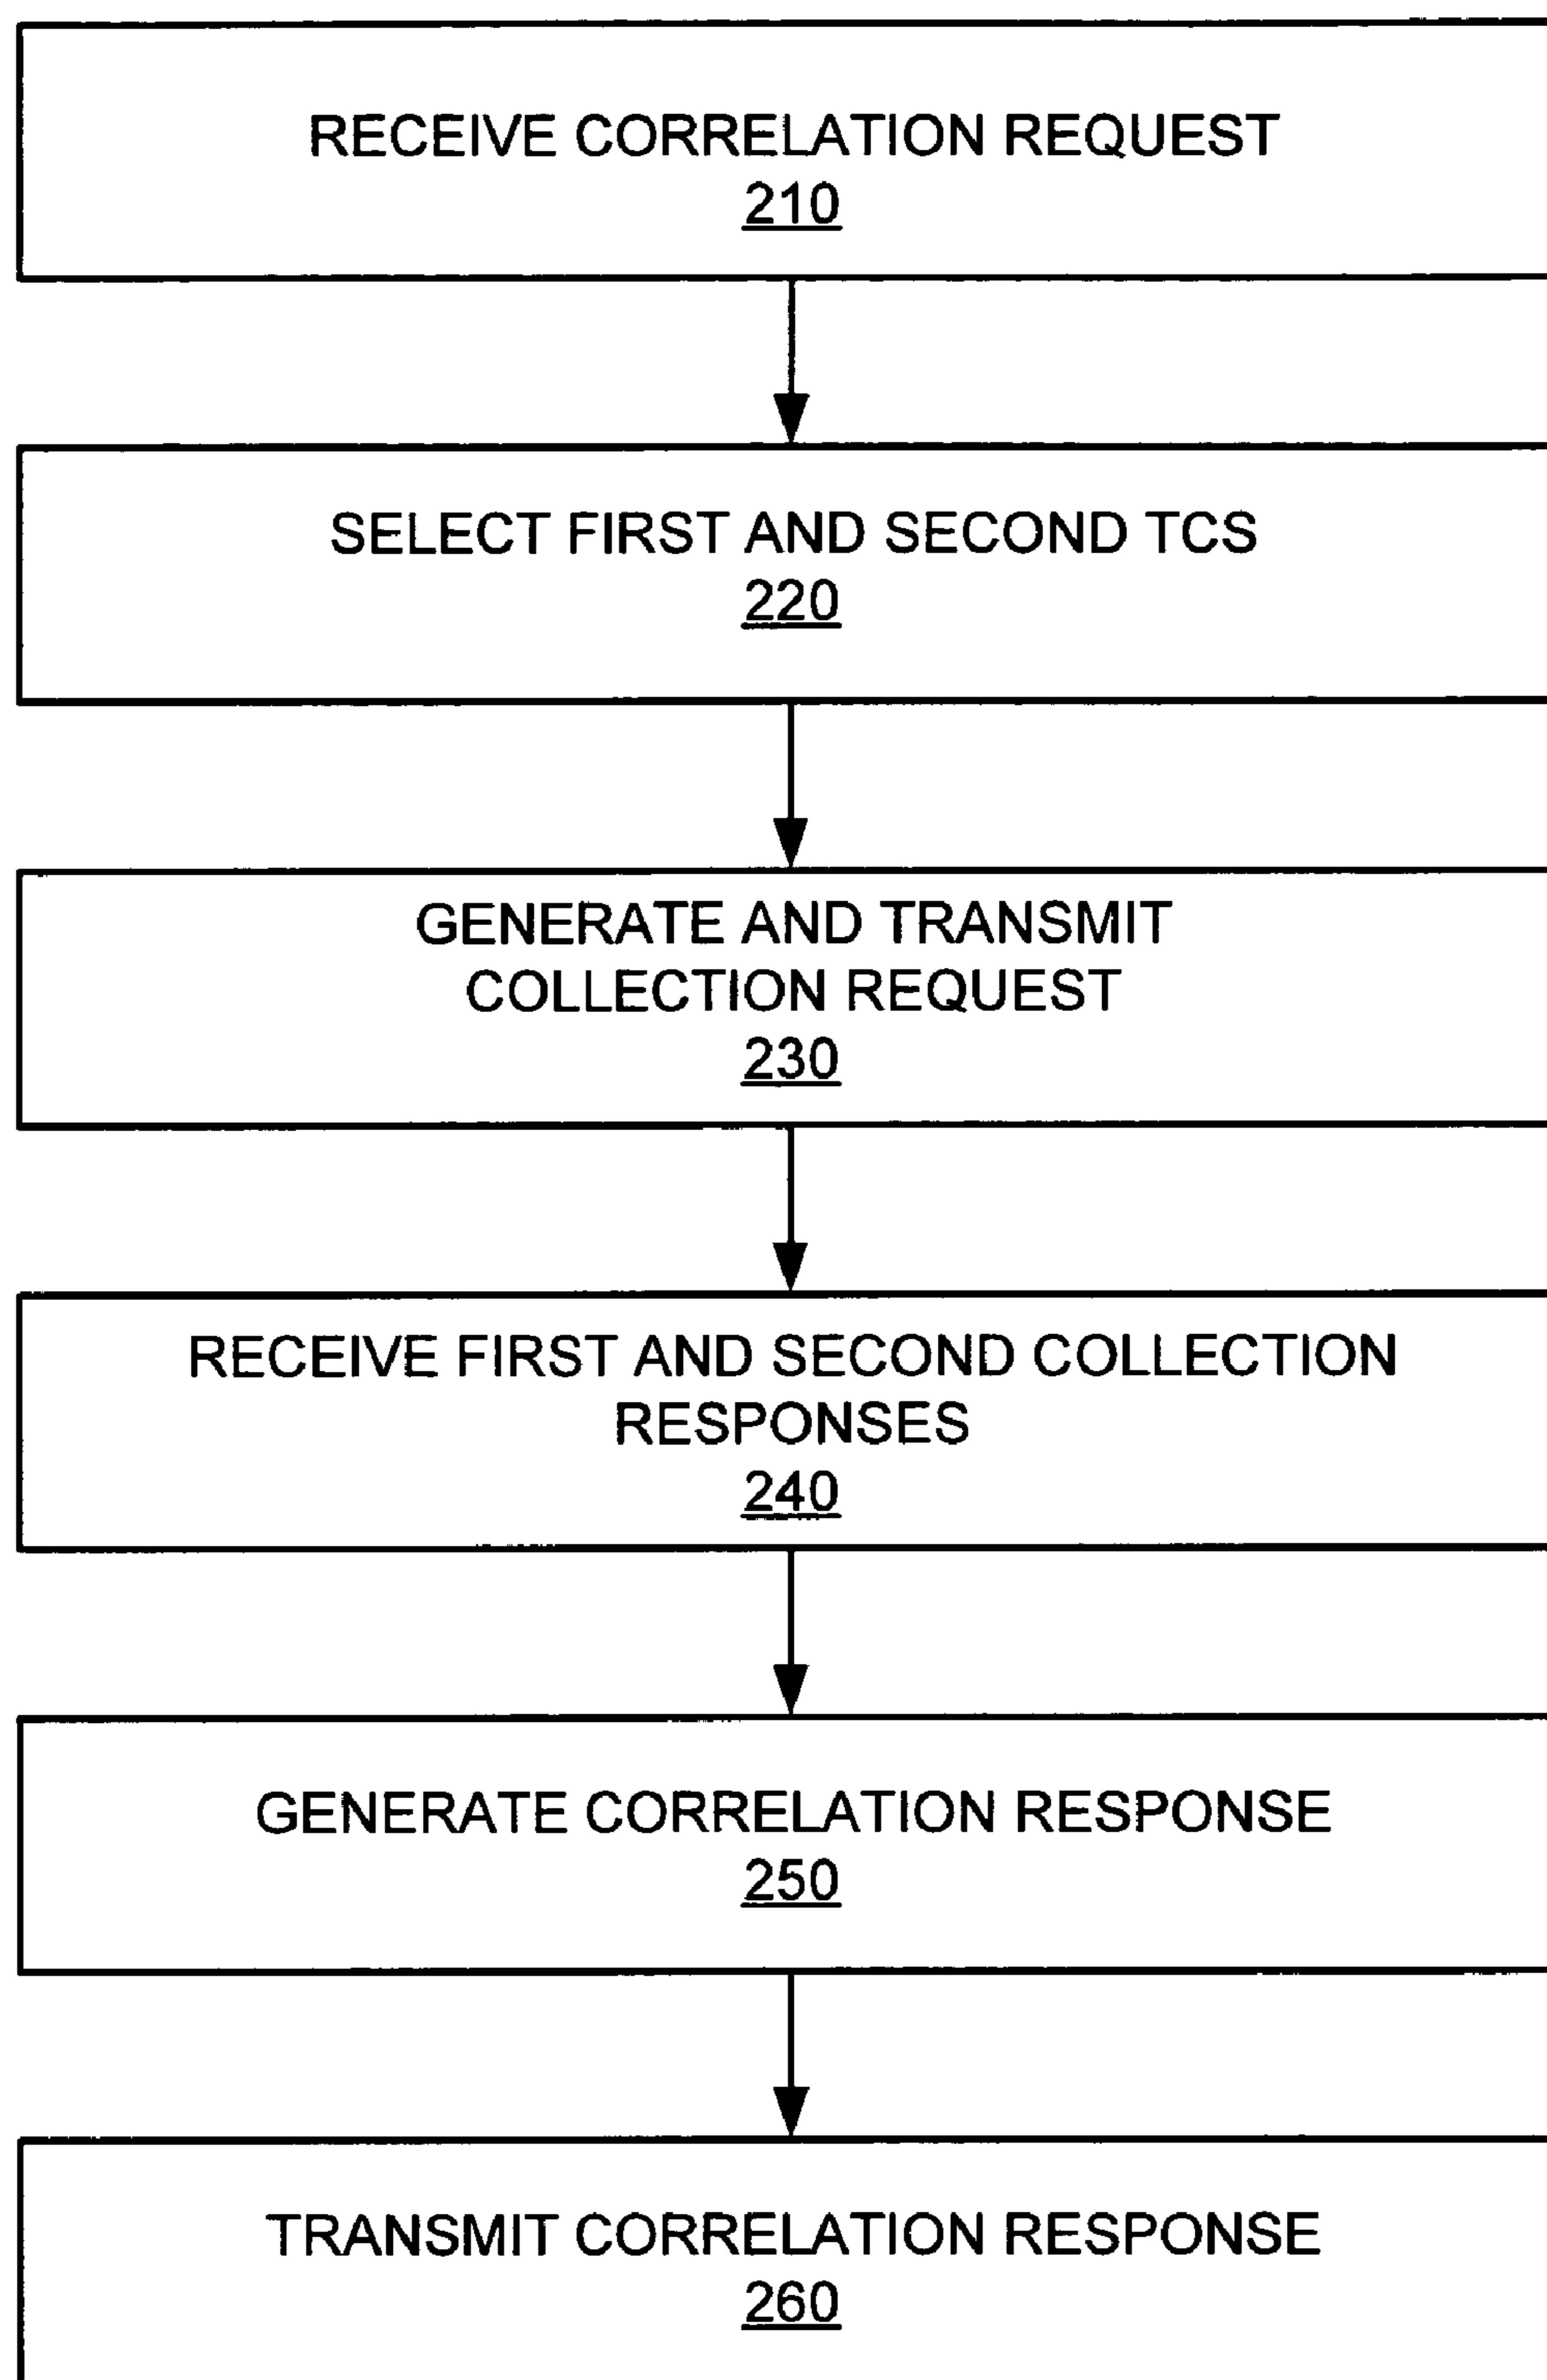 RECEIVE CORRELATION REQUEST
210
SELECT FIRST AND SECOND TCS
220
GENERATE AND TRANSMIT
COLLECTION REQUEST
230
RECEIVE FIRST AND SECOND COLLECTION
RESPONSES
240
GENERATE CORRELATION RESPONSE
250
TRANSMIT CORRELATION RESPONSE
260